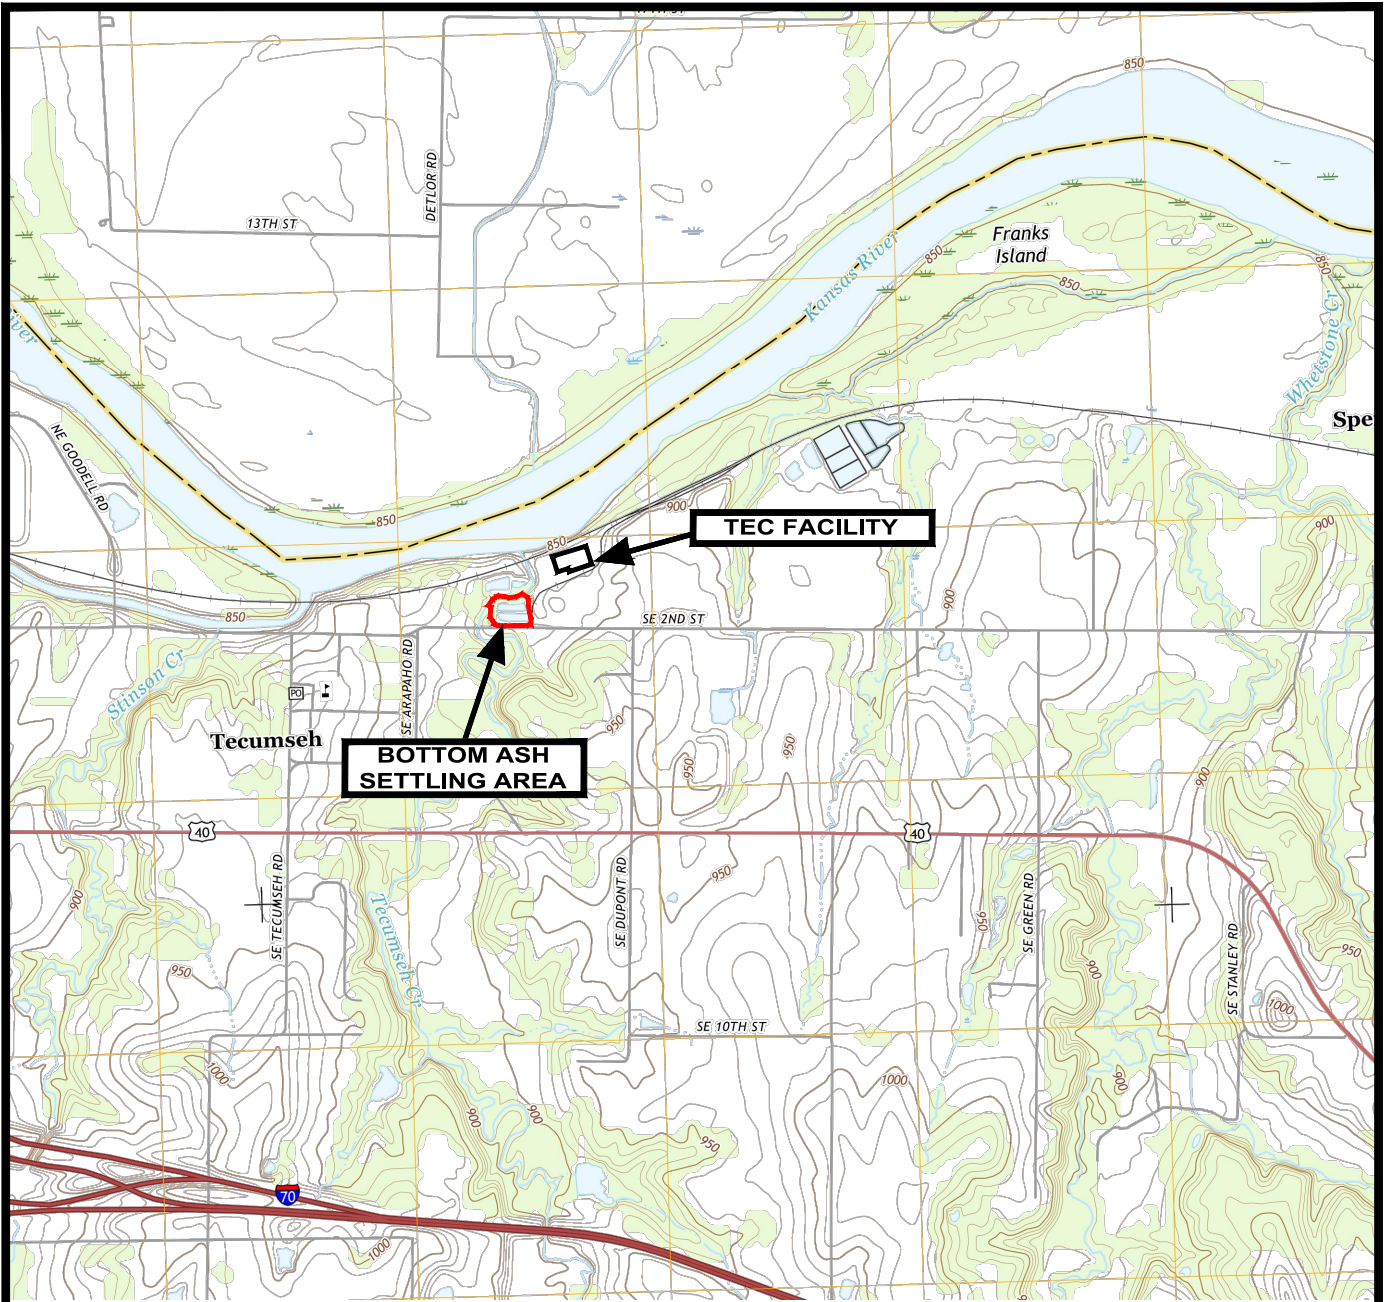 17TH ST
850
DETLOR RD
13TH ST
Franks
Island
Kansas River
850
850
850
River
Whetstone Cr
Spe
NE GOODELL RD
900
850
900
TEC FACILITY
850
900
850
SE 2ND ST
Stinson Cr
SE ARAPAHO RD
PO
Tecumseh
950
950
950
BOTTOM ASH
SETTLING AREA
900
40
40
SE TECUMSEH RD
SE DUPONT RD
950
SE GREEN RD
900
950
Tecumseh Cr
SE STANLEY RD
950
950
900
1000
SE 10TH ST
1000
1000
900
900
900
950
70
1000